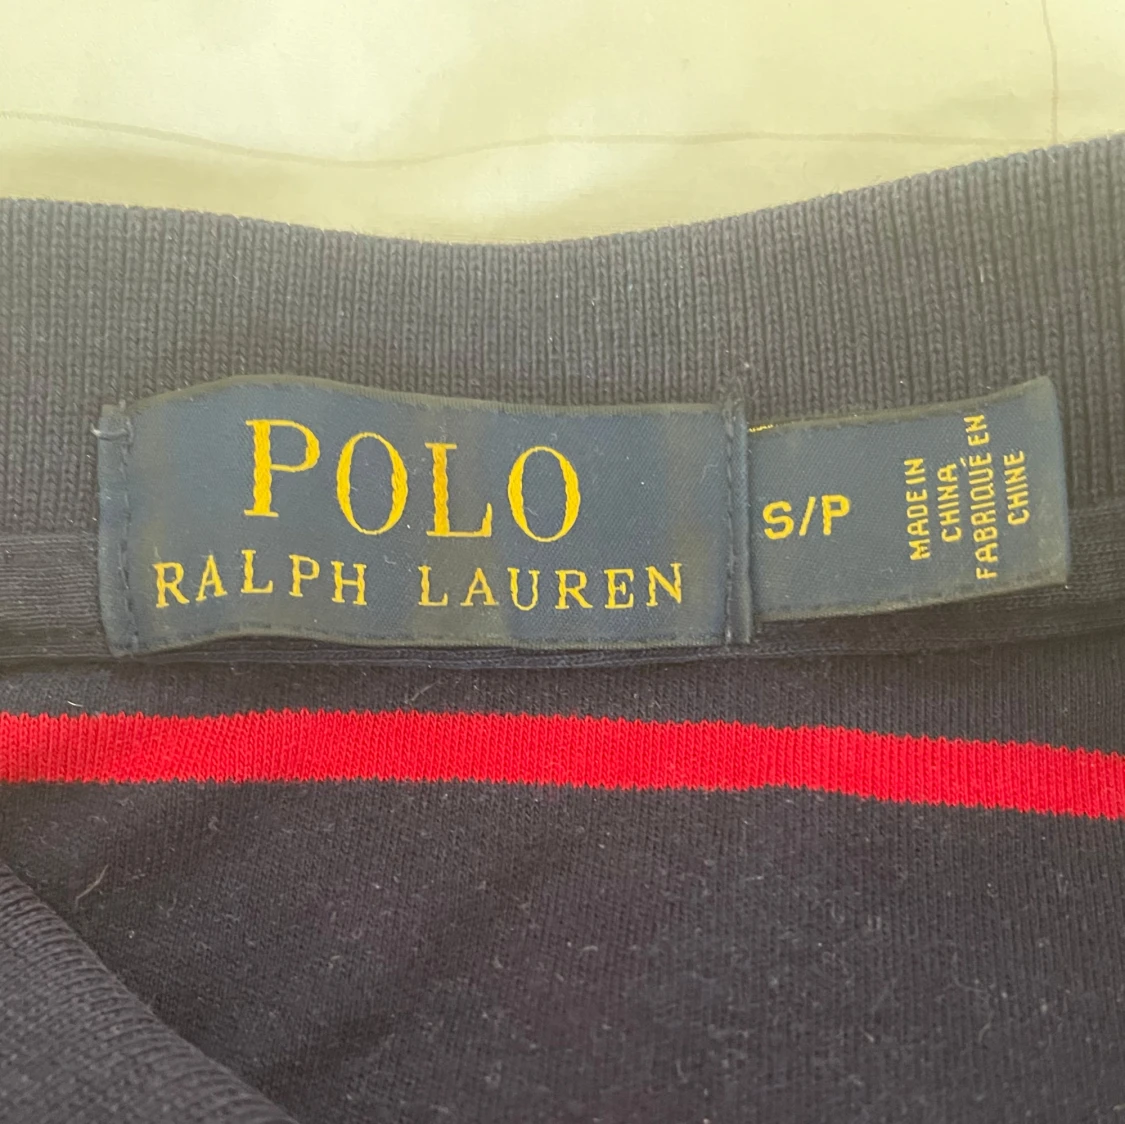 POLO
RALPH LAUREN
S/P
MADE IN
CHINA
FABRIQUÉ EN
CHINE